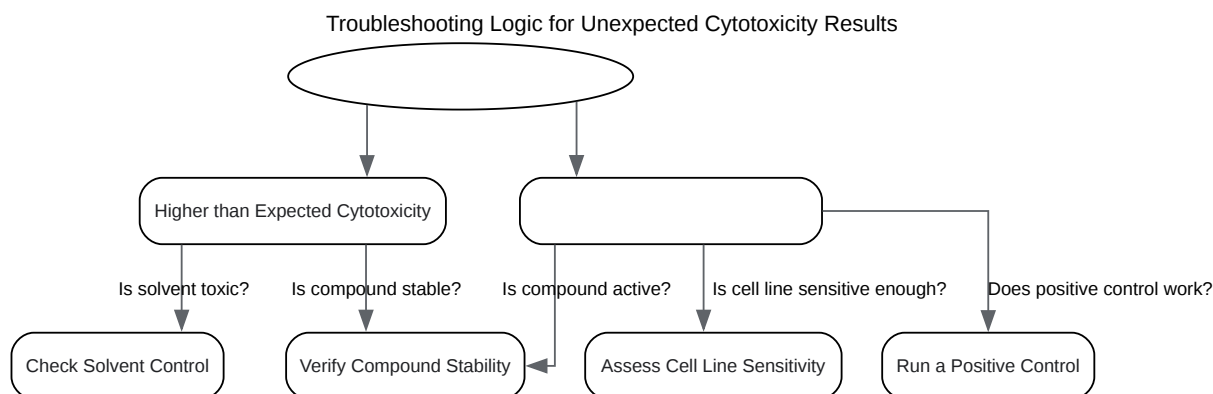 Troubleshooting Logic for Unexpected Cytotoxicity Results
Higher than Expected Cytotoxicity
Is solvent toxic?
Is compound stable?
Is compound active?
Is cell line sensitive enough?
Does positive control work?
Check Solvent Control
Verify Compound Stability
Assess Cell Line Sensitivity
Run a Positive Control